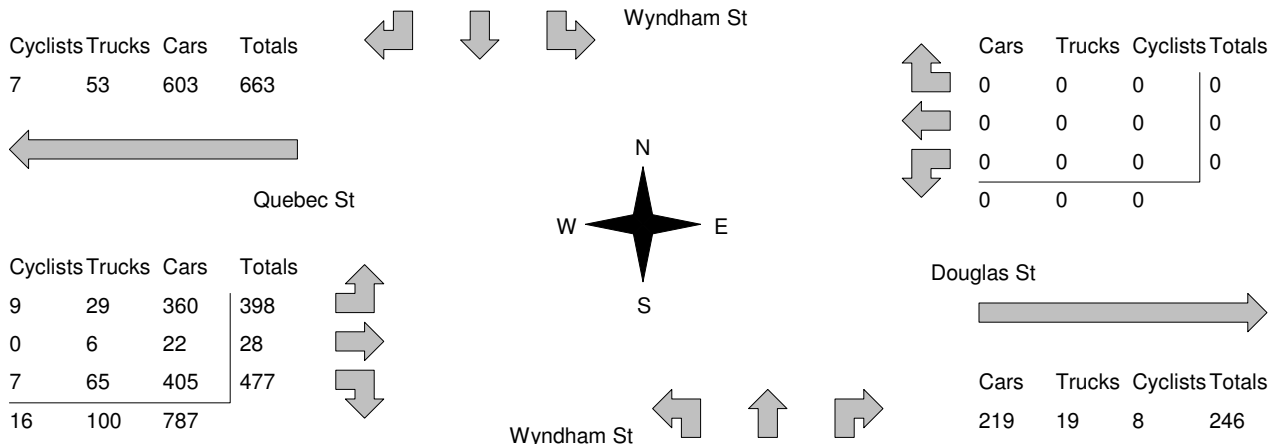 Wyndham St
Cyclists Trucks Cars Totals
7 53 603 663
Cars Trucks Cyclists Totals
0 0 0 0
0 0 0 0
0 0 0 0
0 0 0
N
W E
S
Quebec St
Cyclists Trucks Cars Totals
9 29 360 398
0 6 22 28
7 65 405 477
16 100 787
Douglas St
Cars Trucks Cyclists Totals
219 19 8 246
Wyndham St